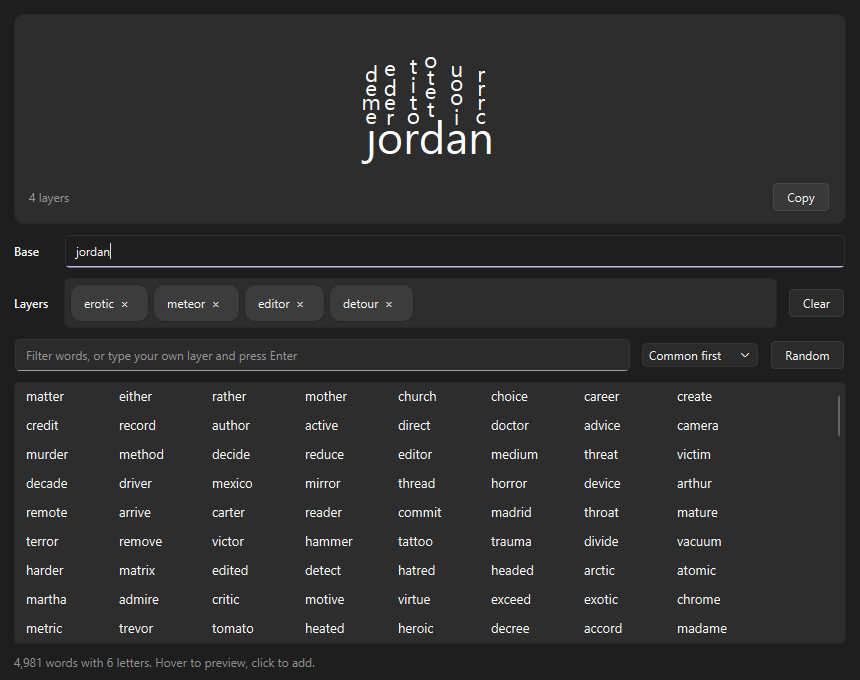 detour
editor
meteor
erotic
jordan
4 layers
Copy
Base
jordan
Layers
erotic ×
meteor ×
editor ×
detour ×
Clear
Filter words, or type your own layer and press Enter
Common first
Random
matter either rather mother church choice career create
credit record author active direct doctor advice camera
murder method decide reduce editor medium threat victim
decade driver mexico mirror thread horror device arthur
remote arrive carter reader commit madrid throat mature
terror remove victor hammer tattoo trauma divide vacuum
harder matrix edited detect hatred headed arctic atomic
martha admire critic motive virtue exceed exotic chrome
metric trevor tomato heated heroic decree accord madame
4,981 words with 6 letters. Hover to preview, click to add.